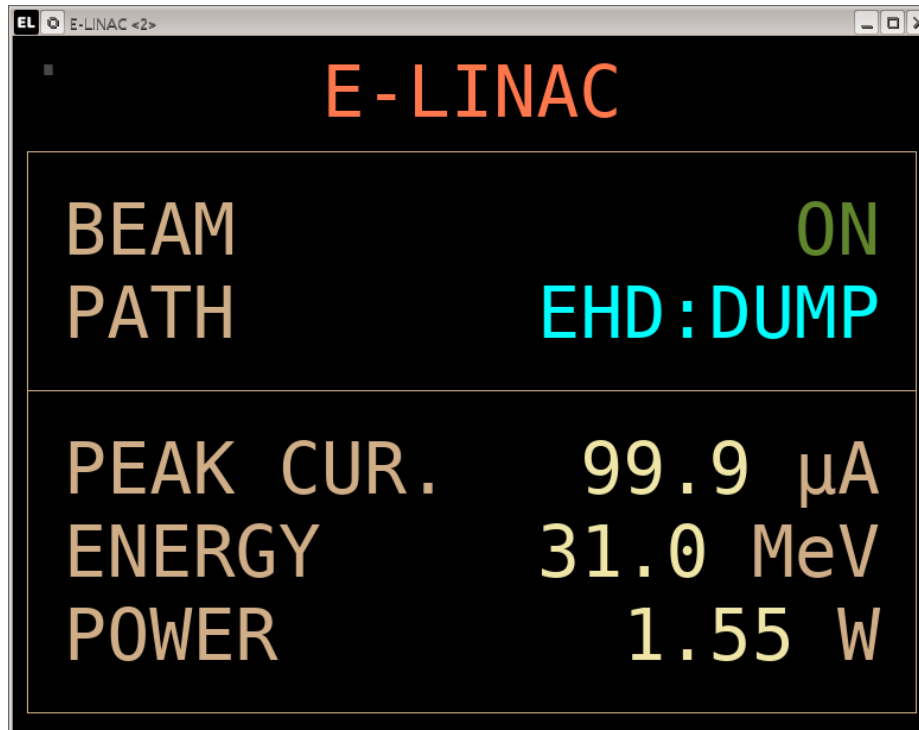 EL E-LINAC <2>
E-LINAC
BEAM ON
PATH EHD:DUMP
PEAK CUR. 99.9 µA
ENERGY 31.0 MeV
POWER 1.55 W